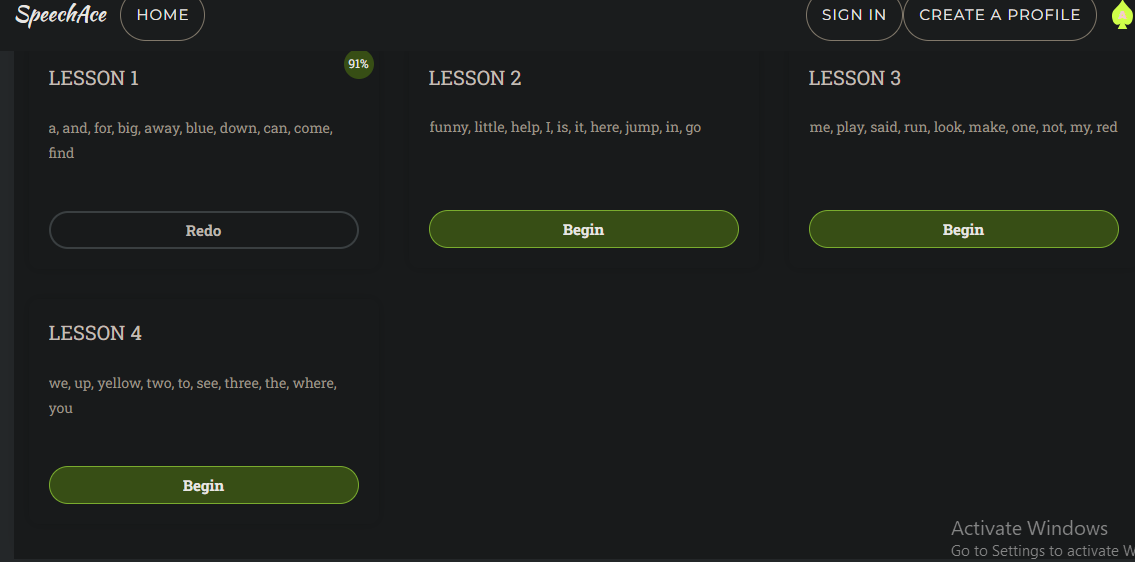 SpeechAce HOME SIGN IN CREATE A PROFILE
LESSON 1 91%
a, and, for, big, away, blue, down, can, come,
find
Redo
LESSON 2
funny, little, help, I, is, it, here, jump, in, go
Begin
LESSON 3
me, play, said, run, look, make, one, not, my, red
Begin
LESSON 4
we, up, yellow, two, to, see, three, the, where,
you
Begin
Activate Windows
Go to Settings to activate W